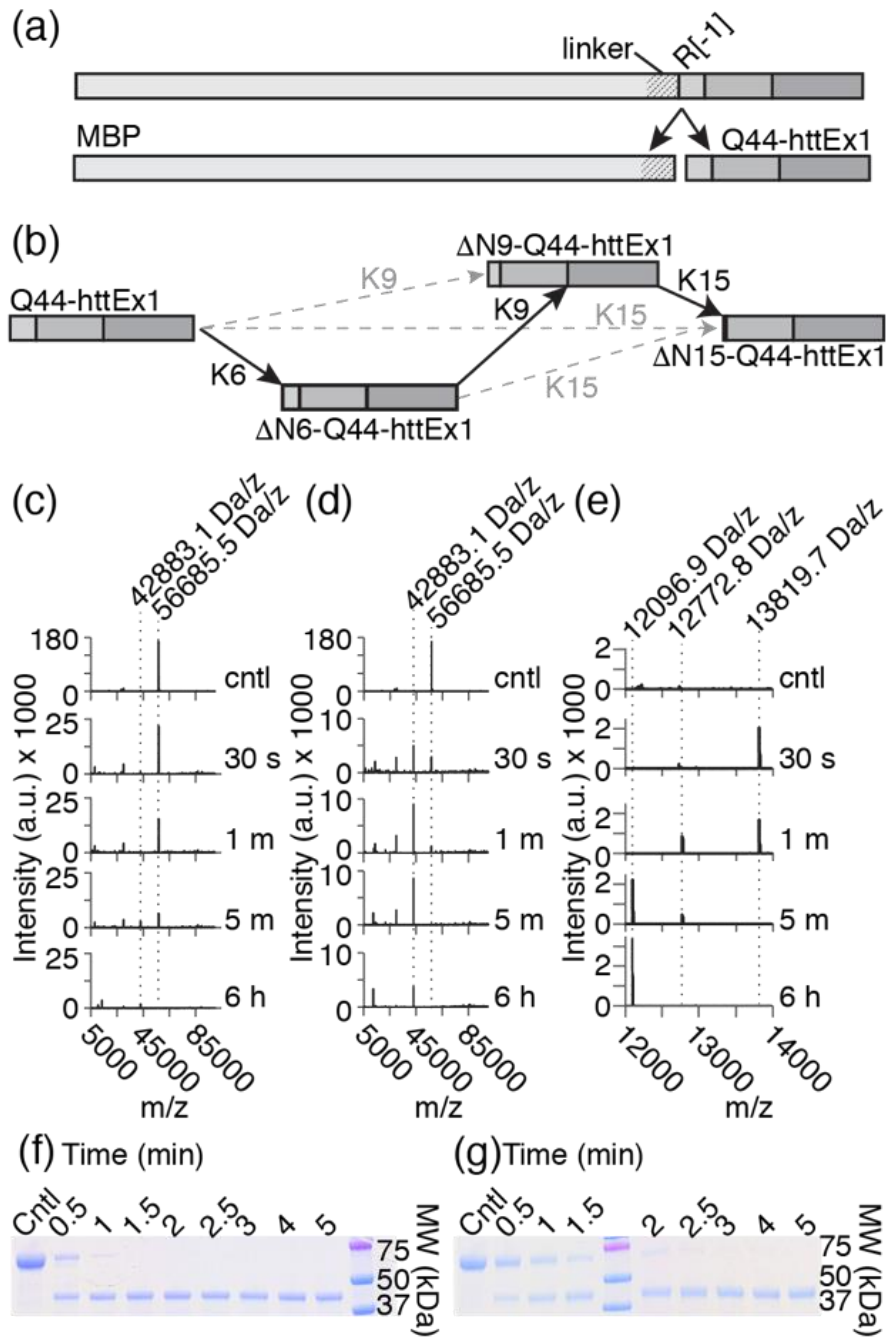 (a)
linker
R[-1]
MBP
Q44-httEx1
(b)
Q44-httEx1
K9
ΔN9-Q44-httEx1
K9
K15
K15
ΔN15-Q44-httEx1
K6
K15
ΔN6-Q44-httEx1
(c)
42883.1 Da/z
56685.5 Da/z
Intensity (a.u.) x 1000
180
0
cntl
25
0
30 s
25
0
1 m
25
0
5 m
25
0
6 h
5000
45000
85000
m/z
(d)
42883.1 Da/z
56685.5 Da/z
Intensity (a.u.) x 1000
180
0
cntl
10
0
30 s
10
0
1 m
10
0
5 m
10
0
6 h
5000
45000
85000
m/z
(e)
12096.9 Da/z
12772.8 Da/z
13819.7 Da/z
Intensity (a.u.) x 1000
2
0
cntl
2
0
30 s
2
0
1 m
2
0
5 m
2
0
6 h
12000
13000
14000
m/z
(f) Time (min)
Cntl 0.5 1 1.5 2 2.5 3 4 5
75
50
37
MW (kDa)
(g) Time (min)
Cntl 0.5 1 1.5 2 2.5 3 4 5
75
50
37
MW (kDa)